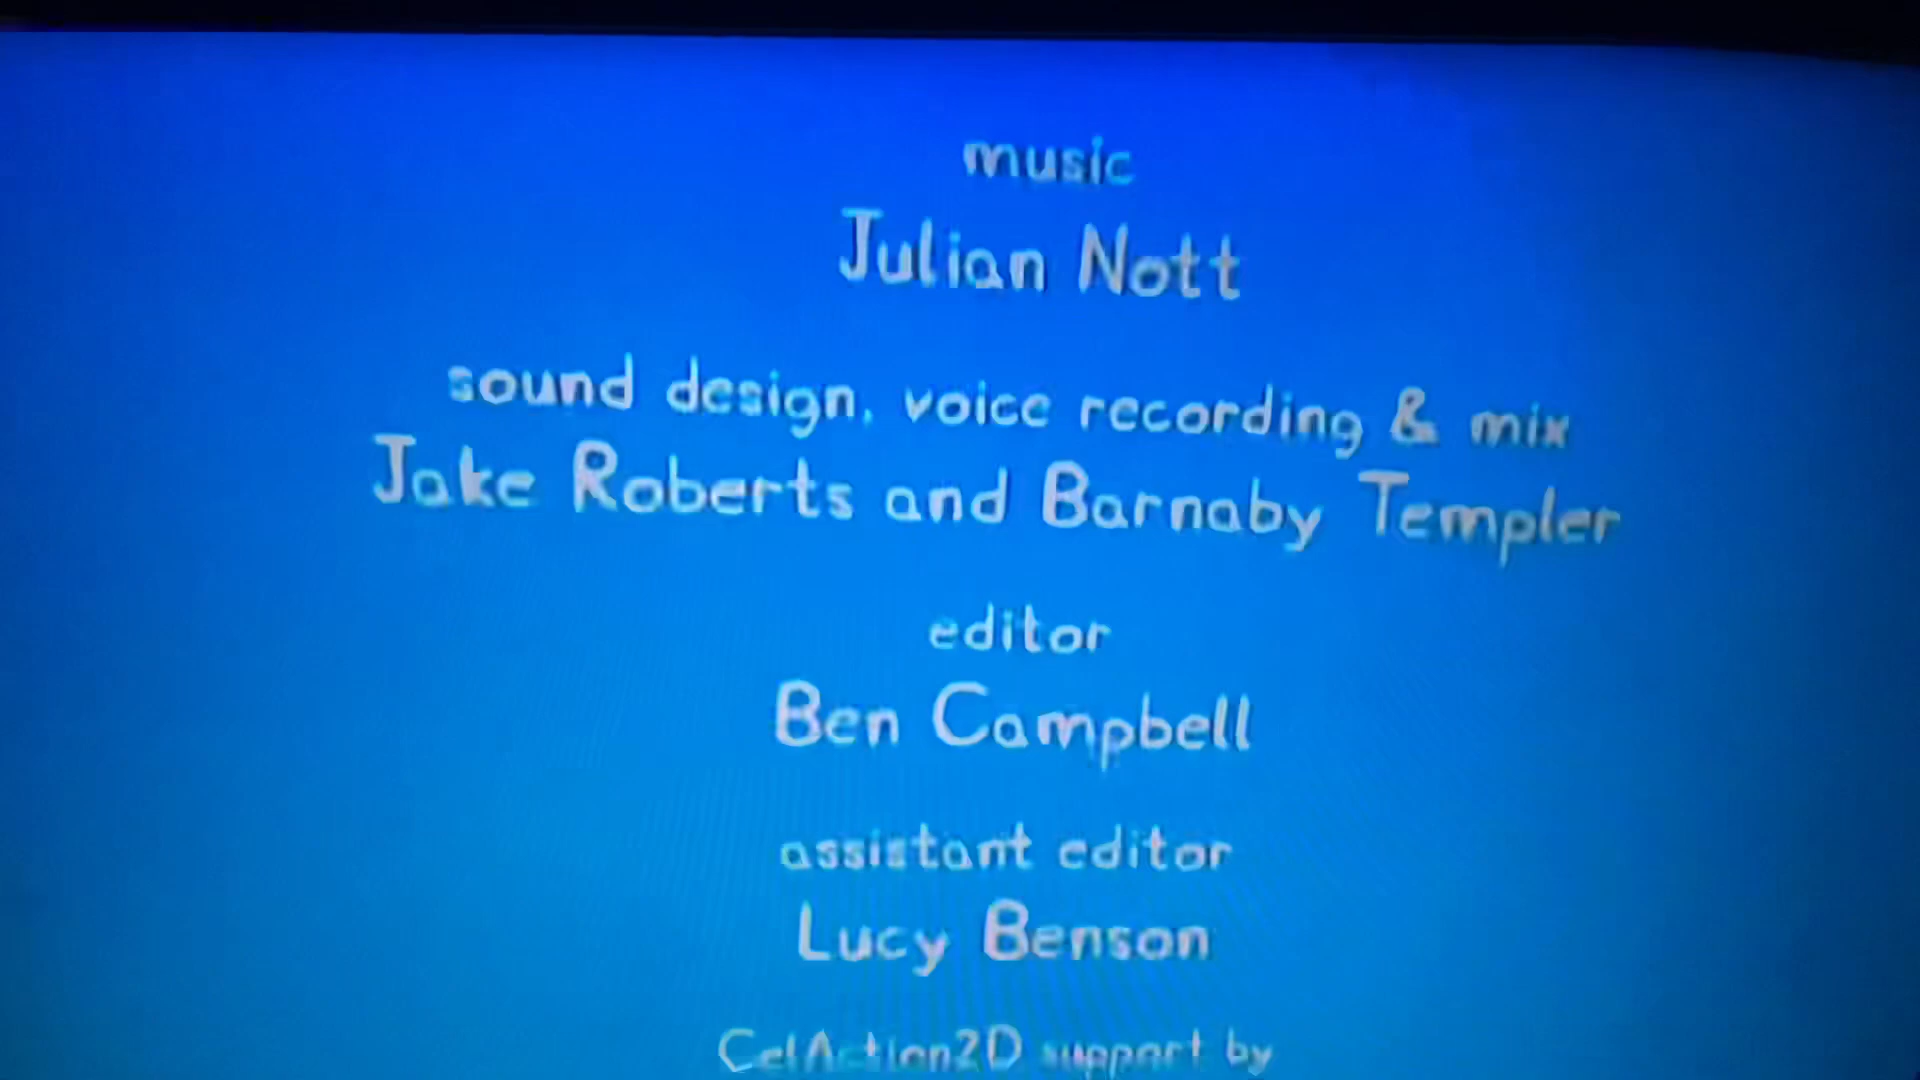 music
Julian Nott
sound design, voice recording & mix
Jake Roberts and Barnaby Templer
editor
Ben Campbell
assistant editor
Lucy Benson
CelAction2D support by